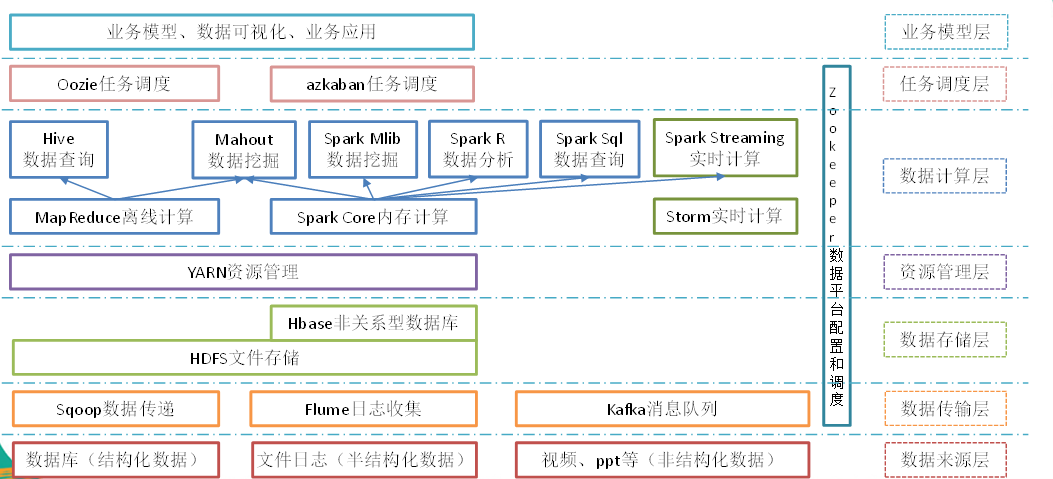 业务模型、数据可视化、业务应用
业务模型层
Oozie任务调度
azkaban任务调度
任务调度层
Hive
数据查询
Mahout
数据挖掘
Spark Mlib
数据挖掘
Spark R
数据分析
Spark Sql
数据查询
Spark Streaming
实时计算
MapReduce离线计算
Spark Core内存计算
Storm实时计算
数据计算层
Zookeeper数据平台配置和调度
YARN资源管理
资源管理层
Hbase非关系型数据库
HDFS文件存储
数据存储层
Sqoop数据传递
Flume日志收集
Kafka消息队列
数据传输层
数据库（结构化数据）
文件日志（半结构化数据）
视频、ppt等（非结构化数据）
数据来源层